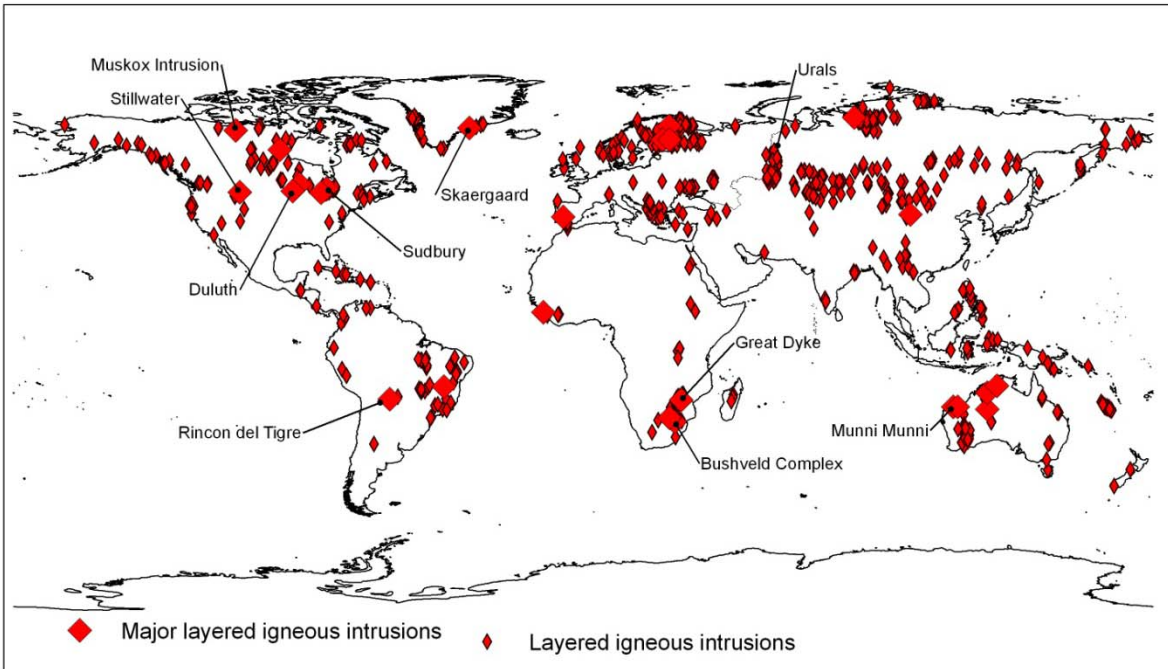 Muskox Intrusion
Urals
Stillwater
Skaergaard
Sudbury
Duluth
Great Dyke
Rincon del Tigre
Munni Munni
Bushveld Complex
Major layered igneous intrusions
Layered igneous intrusions